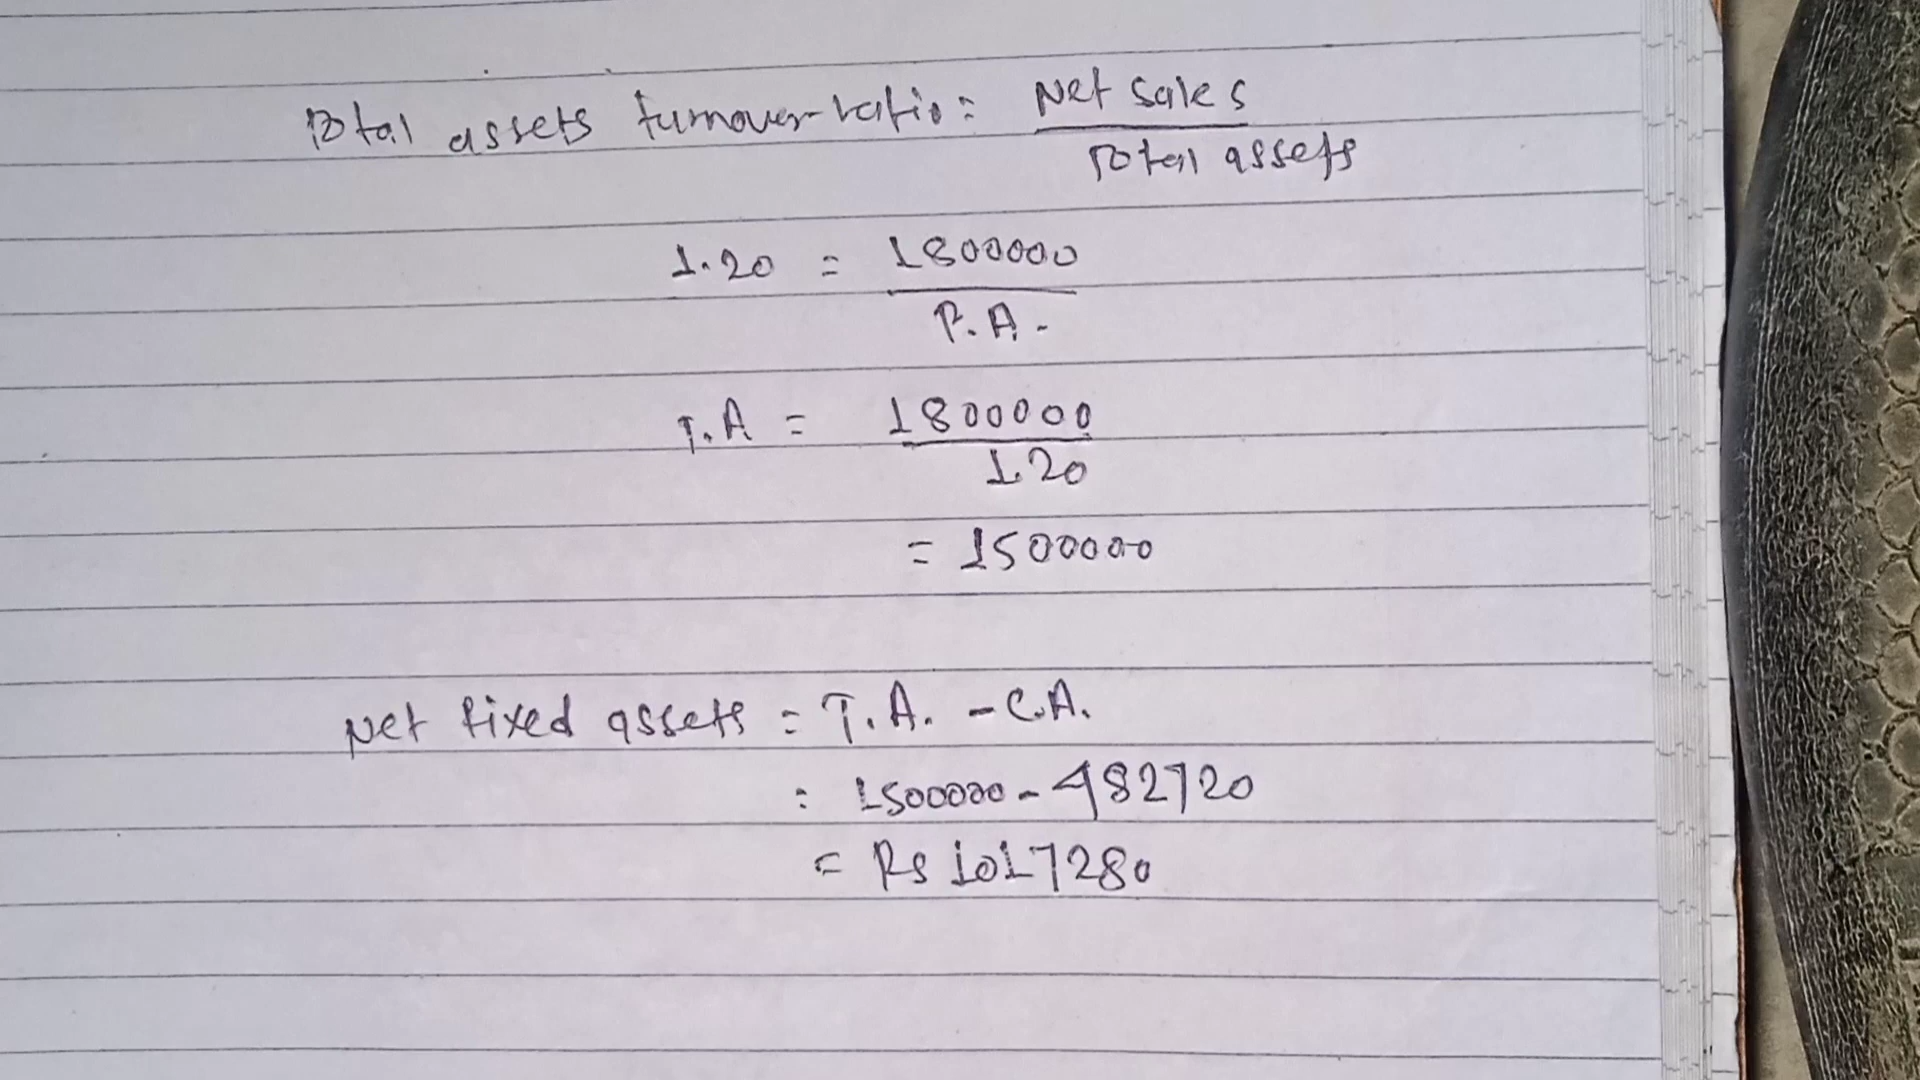 Total assets turnover ratio = Net sales
Total assets
1.20 = 1800000
T.A.
T.A = 1800000
1.20
= 1500000
Net fixed assets = T.A. - C.A.
= 1500000 - 482720
= Rs 1017280